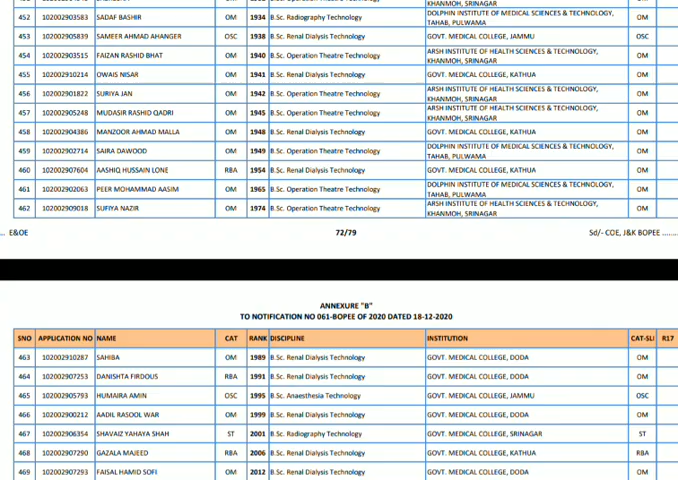 KHANMOH, SRINAGAR
452 102002903583 SADAF BASHIR OM 1934 B.Sc. Radiography Technology DOLPHIN INSTITUTE OF MEDICAL SCIENCES & TECHNOLOGY, TAHAB, PULWAMA OM
453 102002905839 SAMEER AHMAD AHANGER OSC 1938 B.Sc. Renal Dialysis Technology GOVT. MEDICAL COLLEGE, JAMMU OSC
454 102002903515 FAIZAN RASHID BHAT OM 1940 B.Sc. Operation Theatre Technology ARSH INSTITUTE OF HEALTH SCIENCES & TECHNOLOGY, KHANMOH, SRINAGAR OM
455 102002910214 OWAIS NISAR OM 1941 B.Sc. Renal Dialysis Technology GOVT. MEDICAL COLLEGE, KATHUA OM
456 102002901822 SURIYA JAN OM 1942 B.Sc. Operation Theatre Technology ARSH INSTITUTE OF HEALTH SCIENCES & TECHNOLOGY, KHANMOH, SRINAGAR OM
457 102002905248 MUDASIR RASHID QADRI OM 1945 B.Sc. Operation Theatre Technology ARSH INSTITUTE OF HEALTH SCIENCES & TECHNOLOGY, KHANMOH, SRINAGAR OM
458 102002904386 MANZOOR AHMAD MALLA OM 1948 B.Sc. Renal Dialysis Technology GOVT. MEDICAL COLLEGE, KATHUA OM
459 102002902714 SAIRA DAWOOD OM 1949 B.Sc. Operation Theatre Technology DOLPHIN INSTITUTE OF MEDICAL SCIENCES & TECHNOLOGY, TAHAB, PULWAMA OM
460 102002907604 AASHIQ HUSSAIN LONE RBA 1954 B.Sc. Renal Dialysis Technology GOVT. MEDICAL COLLEGE, KATHUA OM
461 102002902063 PEER MOHAMMAD AASIM OM 1965 B.Sc. Operation Theatre Technology DOLPHIN INSTITUTE OF MEDICAL SCIENCES & TECHNOLOGY, TAHAB, PULWAMA OM
462 102002909018 SUFIYA NAZIR OM 1974 B.Sc. Operation Theatre Technology ARSH INSTITUTE OF HEALTH SCIENCES & TECHNOLOGY, KHANMOH, SRINAGAR OM
... E&OE 72/79 Sd/- COE, J&K BOPEE ........
ANNEXURE "B"
TO NOTIFICATION NO 061-BOPEE OF 2020 DATED 18-12-2020
SNO APPLICATION NO NAME CAT RANK DISCIPLINE INSTITUTION CAT-SLI R17
463 102002910287 SAHIBA OM 1989 B.Sc. Renal Dialysis Technology GOVT. MEDICAL COLLEGE, DODA OM
464 102002907253 DANISHTA FIRDOUS RBA 1991 B.Sc. Renal Dialysis Technology GOVT. MEDICAL COLLEGE, DODA OM
465 102002905793 HUMAIRA AMIN OSC 1995 B.Sc. Anaesthesia Technology GOVT. MEDICAL COLLEGE, JAMMU OSC
466 102002900212 AADIL RASOOL WAR OM 1999 B.Sc. Renal Dialysis Technology GOVT. MEDICAL COLLEGE, DODA OM
467 102002906354 SHAVAIZ YAHAYA SHAH ST 2001 B.Sc. Radiography Technology GOVT. MEDICAL COLLEGE, SRINAGAR ST
468 102002907290 GAZALA MAJEED RBA 2006 B.Sc. Renal Dialysis Technology GOVT. MEDICAL COLLEGE, KATHUA RBA
469 102002907293 FAISAL HAMID SOFI OM 2012 B.Sc. Renal Dialysis Technology GOVT. MEDICAL COLLEGE, DODA OM